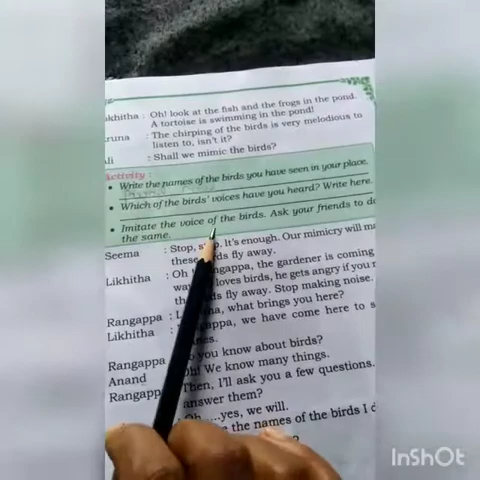 khitha : Oh! look at the fish and the frogs in the pond.
A tortoise is swimming in the pond!
runa : The chirping of the birds is very melodious to
listen to, isn't it?
li : Shall we mimic the birds?
ctivity :
• Write the names of the birds you have seen in your place.
• Which of the birds' voices have you heard? Write here.
• Imitate the voice of the birds. Ask your friends to do
the same.
Seema : Stop, It's enough. Our mimicry will ma
these ds fly away.
Likhitha : Oh ngappa, the gardener is coming
loves birds, he gets angry if you
ds fly away. Stop making noise.
Rangappa : na, what brings you here?
Likhitha : gappa, we have come here to s
nes.
Rangappa you know about birds?
Anand h! We know many things.
Rangapp Then, I'll ask you a few questions.
answer them?
Oh.....yes, we will.
e the names of the birds I d
?
InShOt